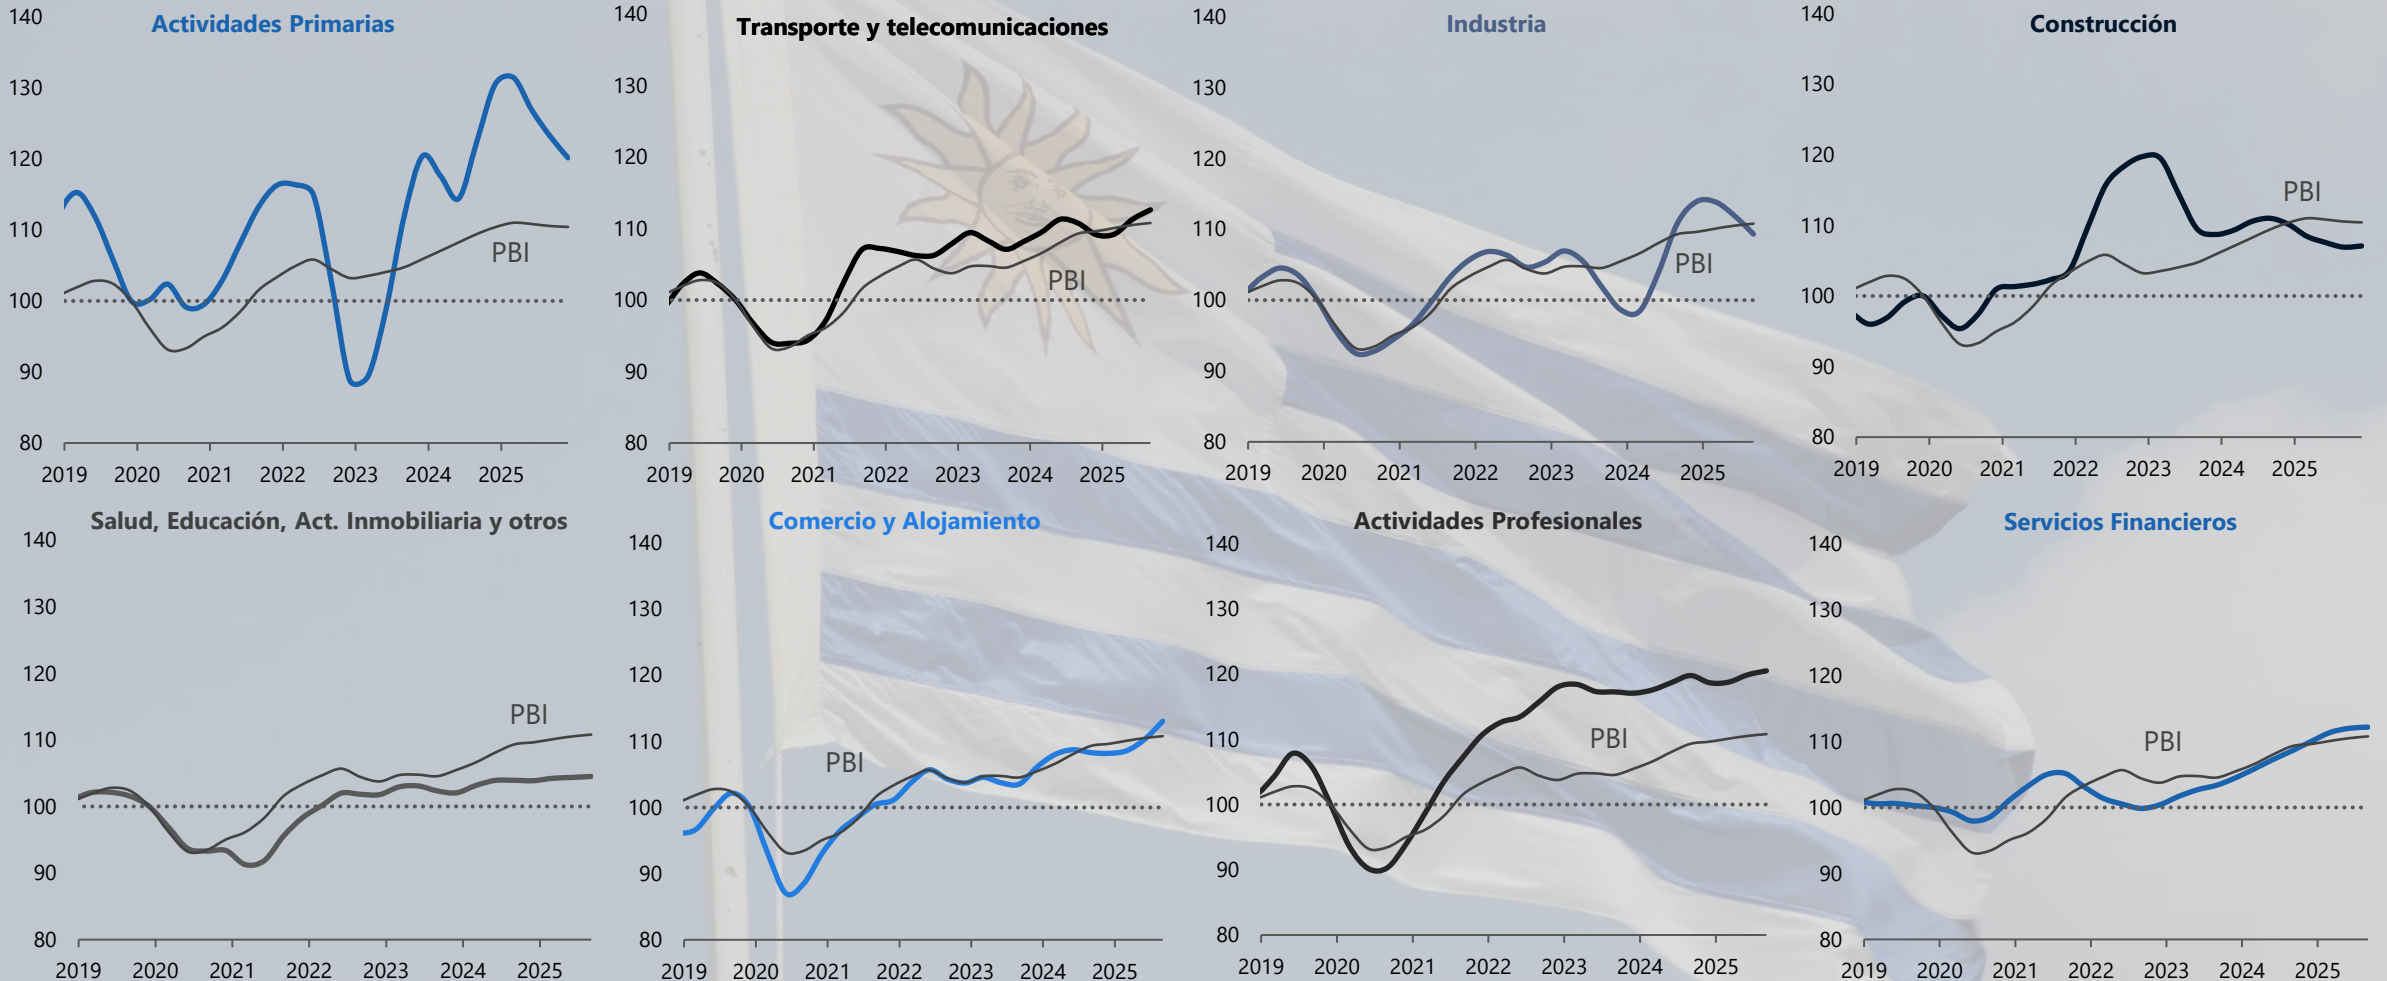 Actividades Primarias
140
130
120
110
100
90
80
PBI
2019 2020 2021 2022 2023 2024 2025
Transporte y telecomunicaciones
140
130
120
110
100
90
80
PBI
2019 2020 2021 2022 2023 2024 2025
Industria
140
130
120
110
100
90
80
PBI
2019 2020 2021 2022 2023 2024 2025
Construcción
140
130
120
110
100
90
80
PBI
2019 2020 2021 2022 2023 2024 2025
Salud, Educación, Act. Inmobiliaria y otros
140
130
120
110
100
90
80
PBI
2019 2020 2021 2022 2023 2024 2025
Comercio y Alojamiento
140
130
120
110
100
90
80
PBI
2019 2020 2021 2022 2023 2024 2025
Actividades Profesionales
140
130
120
110
100
90
80
PBI
2019 2020 2021 2022 2023 2024 2025
Servicios Financieros
140
130
120
110
100
90
80
PBI
2019 2020 2021 2022 2023 2024 2025